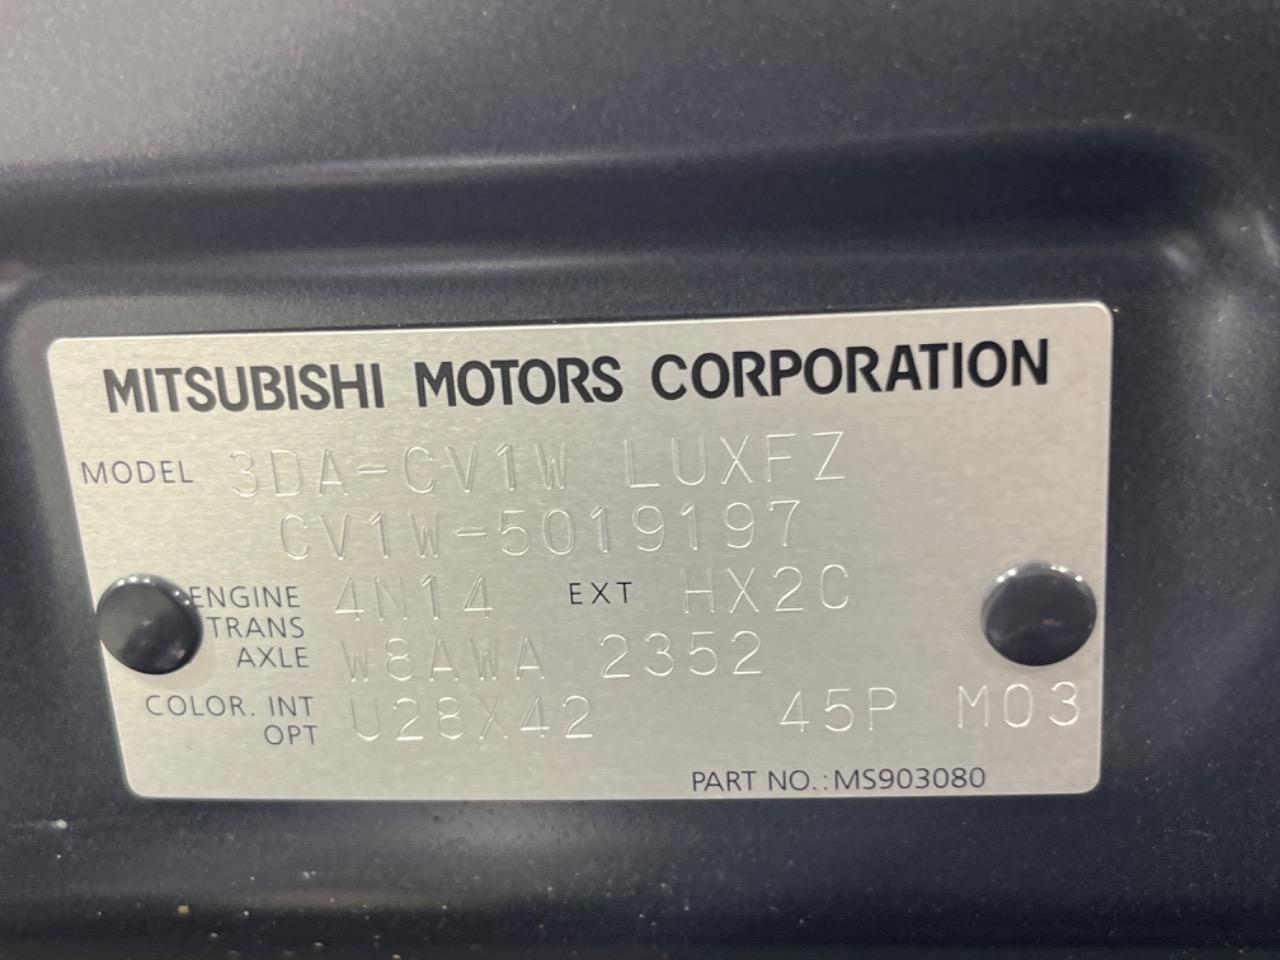 MITSUBISHI MOTORS CORPORATION
MODEL 3DA-CV1W LUXFZ
CV1W-5019197
ENGINE 4N14 EXT HX2C
TRANS
AXLE W8AWA 2352
COLOR. INT
OPT U28X42 45P M03
PART NO.: MS903080